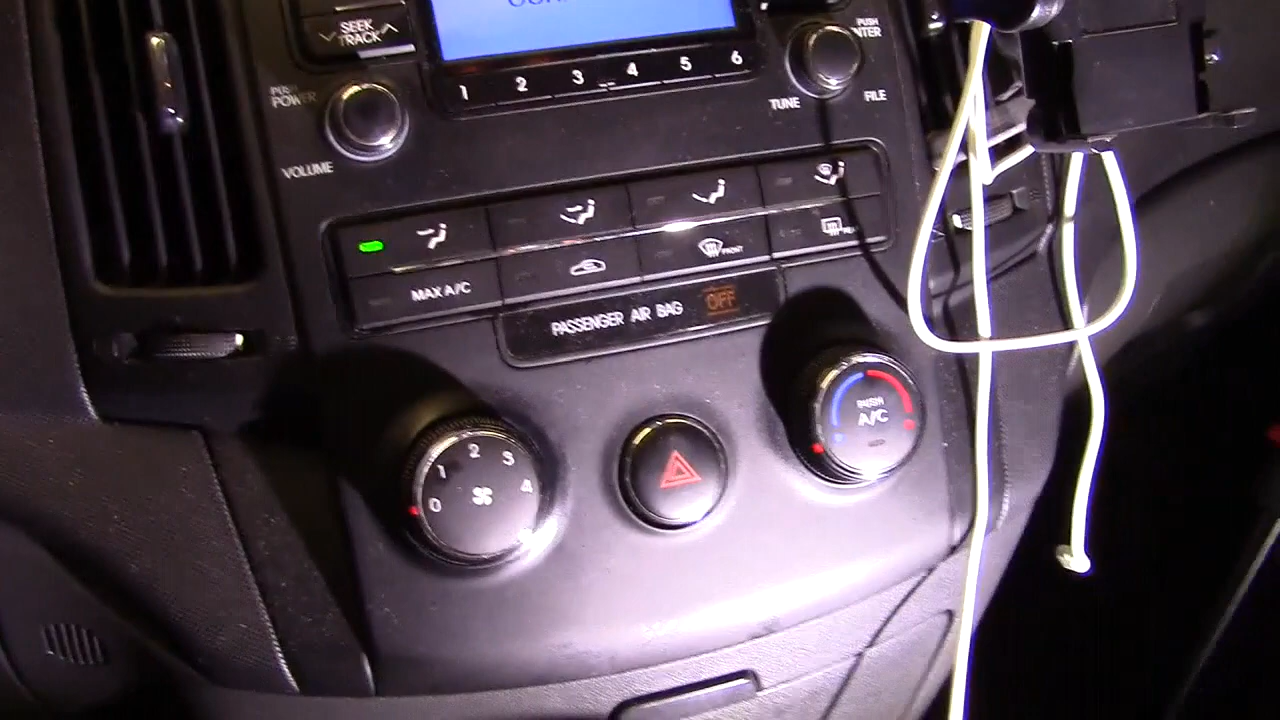 SEEK
TRACK
1 2 3 4 5 6
PUSH
POWER
VOLUME
PUSH
TUNE
FILE
MAX A/C
FRONT
PASSENGER AIR BAG OFF
0 1 2 3 4
PUSH
A/C